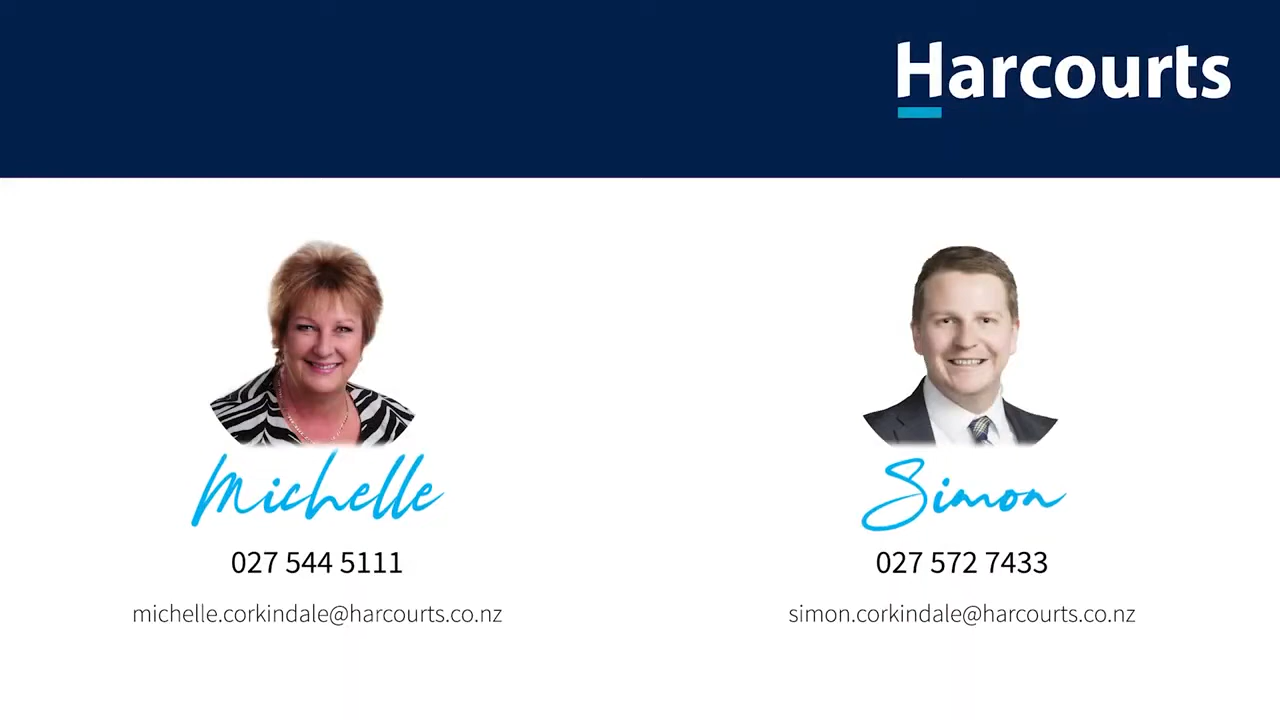 Harcourts
Michelle
027 544 5111
michelle.corkindale@harcourts.co.nz
Simon
027 572 7433
simon.corkindale@harcourts.co.nz